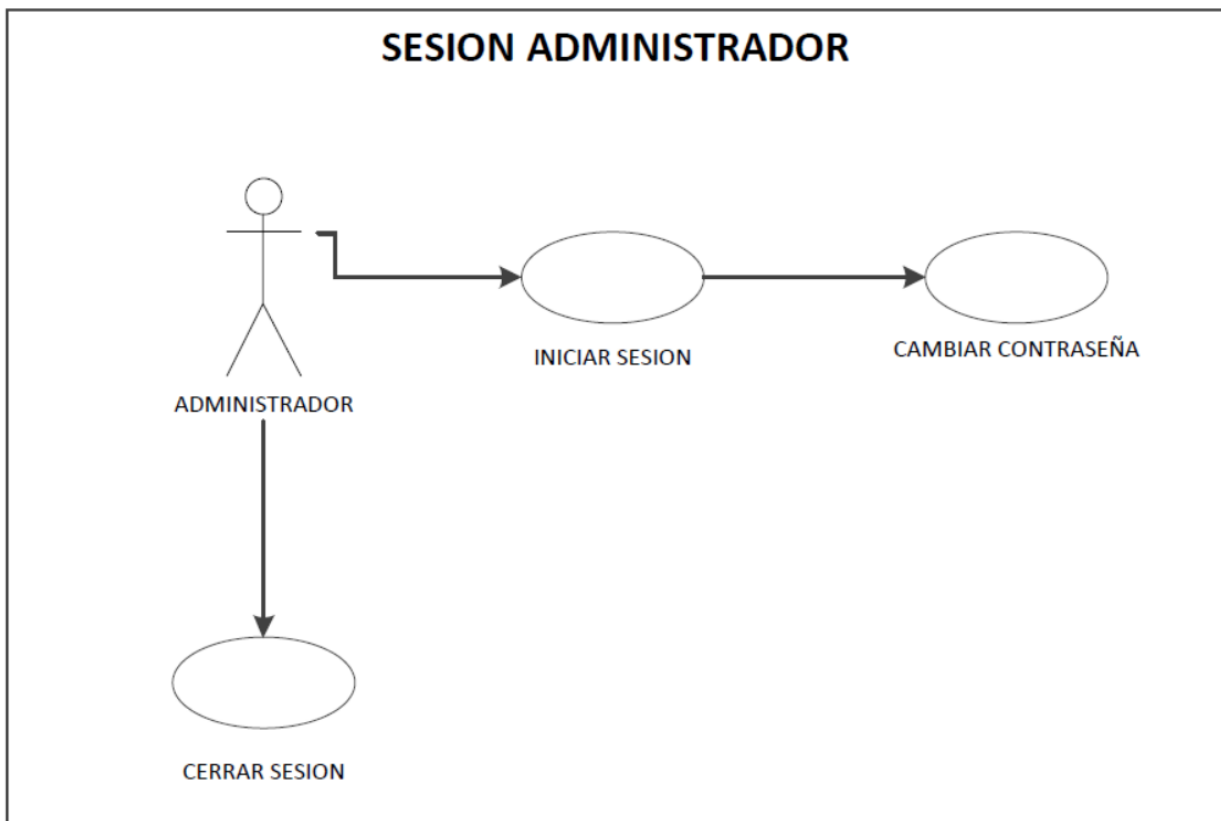 SESION ADMINISTRADOR
INICIAR SESION
CAMBIAR CONTRASEÑA
ADMINISTRADOR
CERRAR SESION